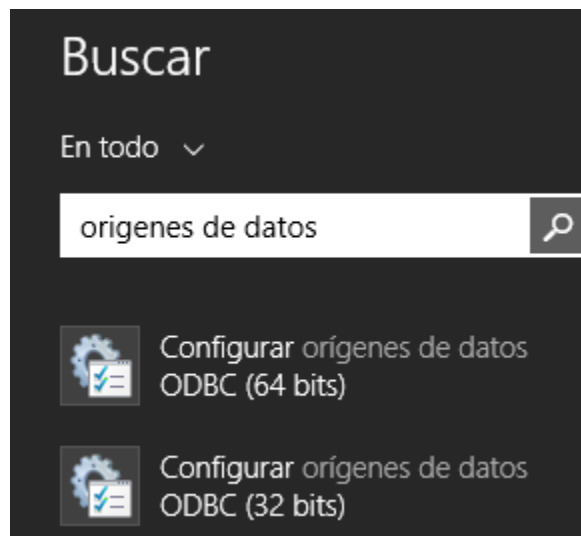 Buscar
En todo
origenes de datos
Configurar orígenes de datos
ODBC (64 bits)
Configurar orígenes de datos
ODBC (32 bits)